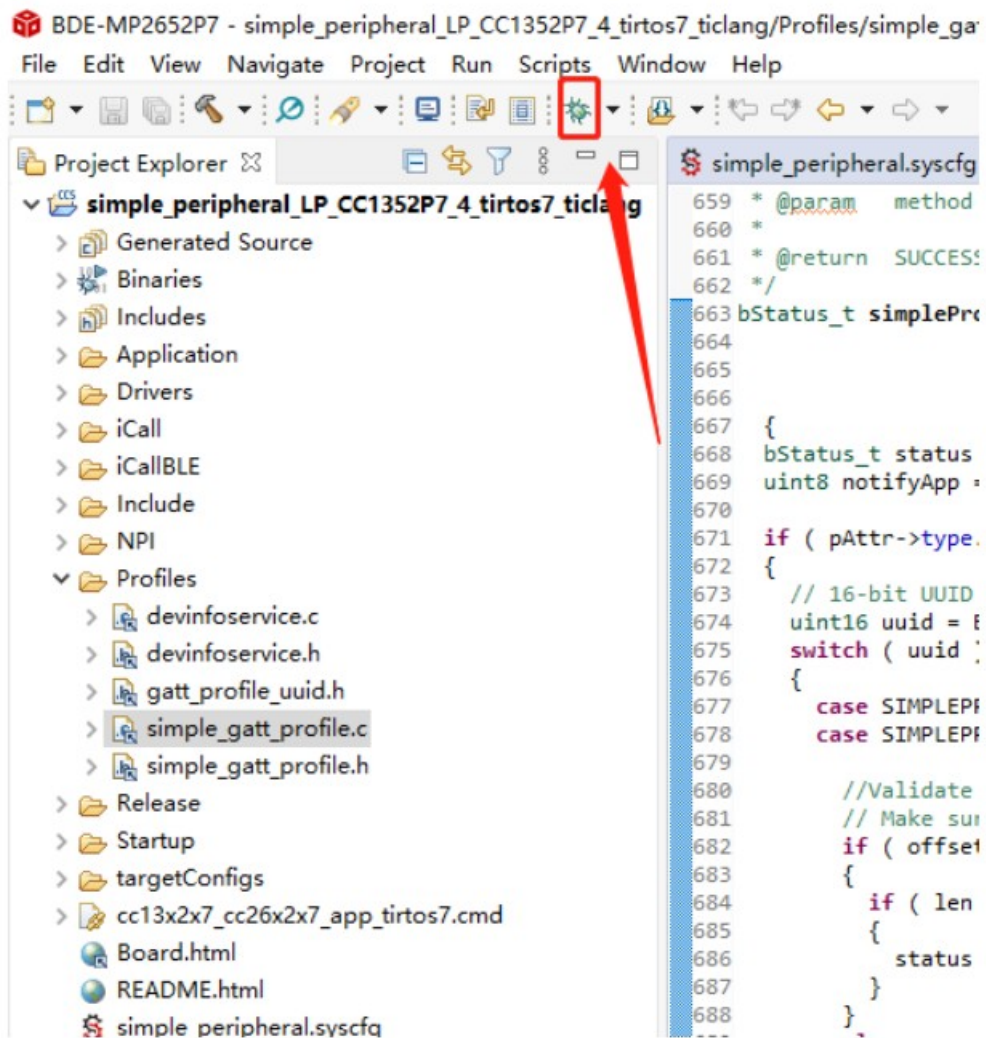 BDE-MP2652P7 - simple_peripheral_LP_CC1352P7_4_tirtos7_ticlang/Profiles/simple_ga
File Edit View Navigate Project Run Scripts Window Help
Project Explorer
simple_peripheral_LP_CC1352P7_4_tirtos7_ticlang
Generated Source
Binaries
Includes
Application
Drivers
iCall
iCallBLE
Include
NPI
Profiles
devinfoservice.c
devinfoservice.h
gatt_profile_uuid.h
simple_gatt_profile.c
simple_gatt_profile.h
Release
Startup
targetConfigs
cc13x2x7_cc26x2x7_app_tirtos7.cmd
Board.html
README.html
simple_peripheral.syscfg
simple_peripheral.syscfg
659 * @param method
660 *
661 * @return SUCCESS
662 */
663 bStatus_t simplePro
664
665
666
667 {
668 bStatus_t status
669 uint8 notifyApp =
670
671 if ( pAttr->type.
672 {
673 // 16-bit UUID
674 uint16 uuid = B
675 switch ( uuid )
676 {
677 case SIMPLEPR
678 case SIMPLEPR
679
680 //Validate
681 // Make sur
682 if ( offset
683 {
684 if ( len
685 {
686 status
687 }
688 }